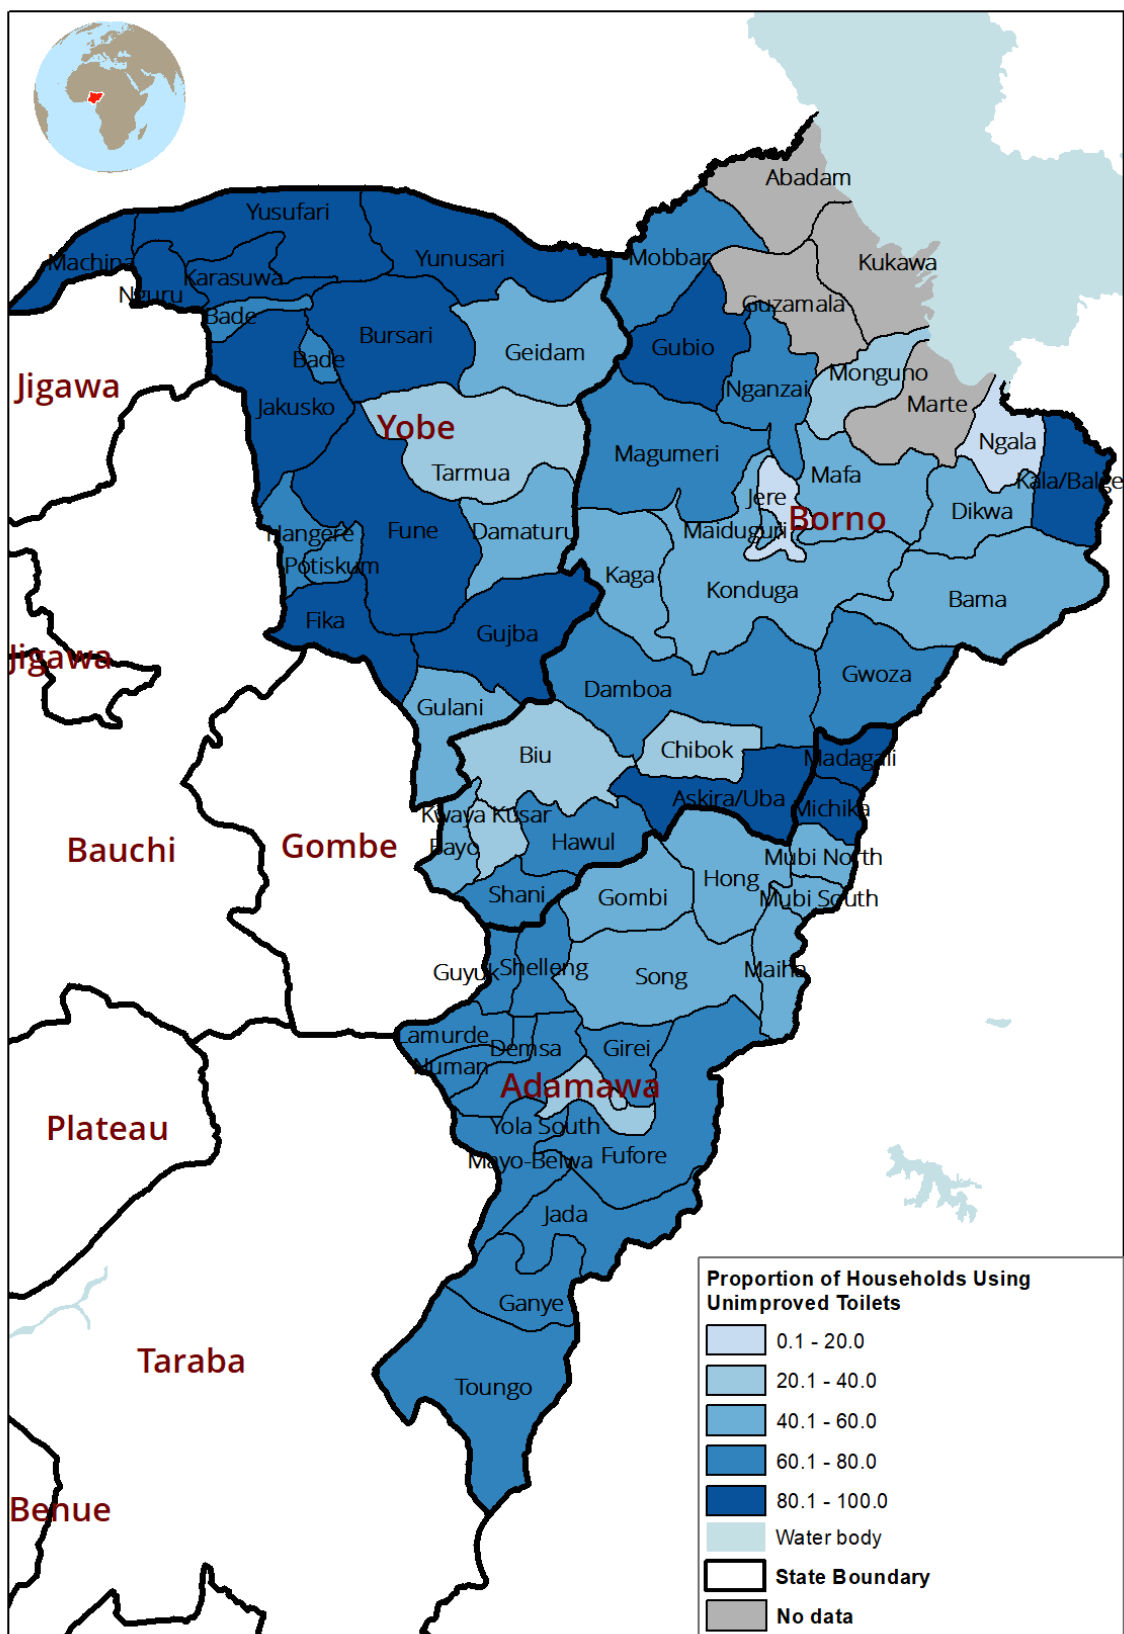 Abadam
Yusufari
Mobbar
Yunusari
Kukawa
Machina
Karasuwa
Nguru
Guzamala
Bade
Bursari
Gubio
Geidam
Bade
Monguno
Jigawa
Nganzai
Marte
Jakusko
Yobe
Ngala
Magumeri
Tarmua
Mafa
Kala/Balge
Jere
Dikwa
Borno
Fune
Damaturu
Maiduguri
Nangere
Potiskum
Kaga
Konduga
Bama
Fika
Gujba
Jigawa
Gwoza
Damboa
Gulani
Chibok
Biu
Madagali
Askira/Uba
Michika
Kwaya Kusar
Hawul
Gombe
Bauchi
Bayo
Mubi North
Hong
Shani
Gombi
Mubi South
Guyuk
Shelleng
Song
Maiha
Lamurde
Demsa
Girei
Numan
Adamawa
Plateau
Yola South
Mayo-Belwa
Fufore
Jada
Ganye
Taraba
Toungo
Benue
Proportion of Households Using
Unimproved Toilets
0.1 - 20.0
20.1 - 40.0
40.1 - 60.0
60.1 - 80.0
80.1 - 100.0
Water body
State Boundary
No data